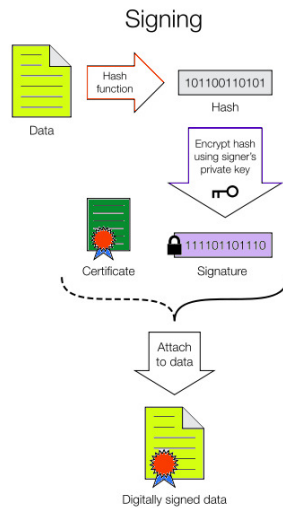 Signing
Hash
function
101100110101
Data
Hash
Encrypt hash
using signer's
private key
111101101110
Certificate
Signature
Attach
to data
Digitally signed data